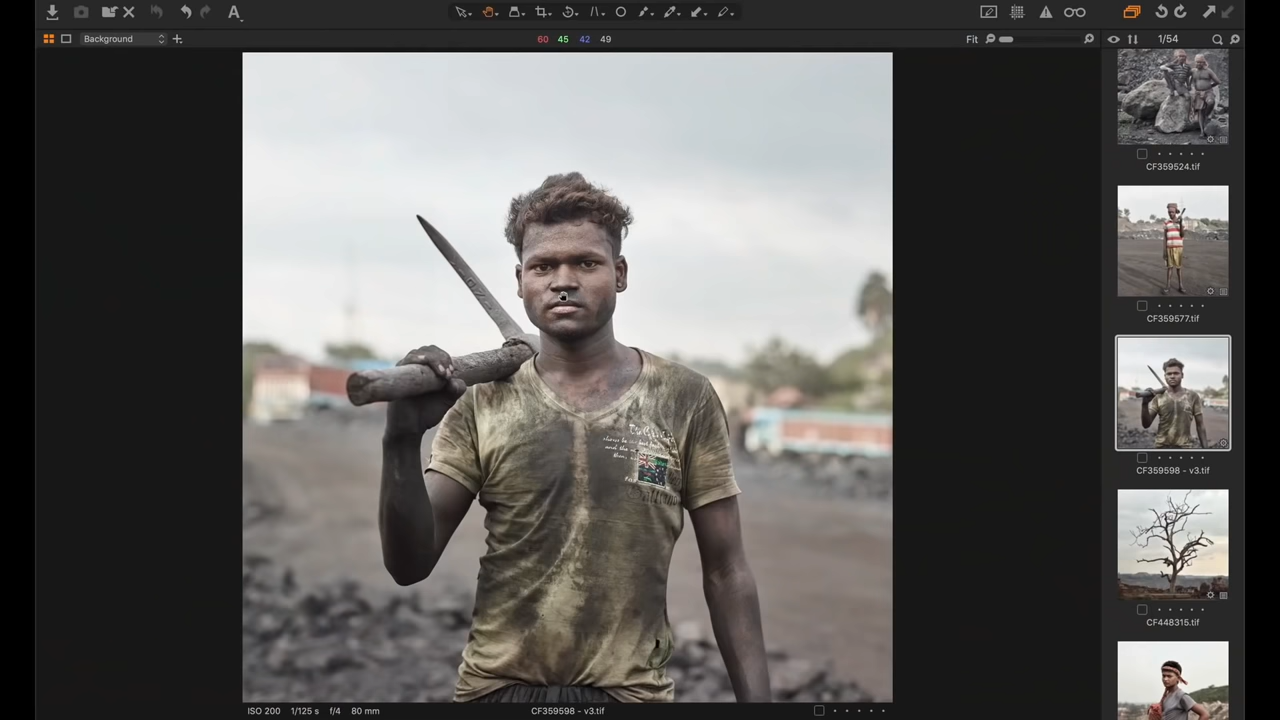 A
Background
60 45 42 49
Fit
1/54
CF359524.tif
CF359577.tif
CF359598 - v3.tif
CF448315.tif
ISO 200 1/125 s f/4 80 mm
CF359598 - v3.tif